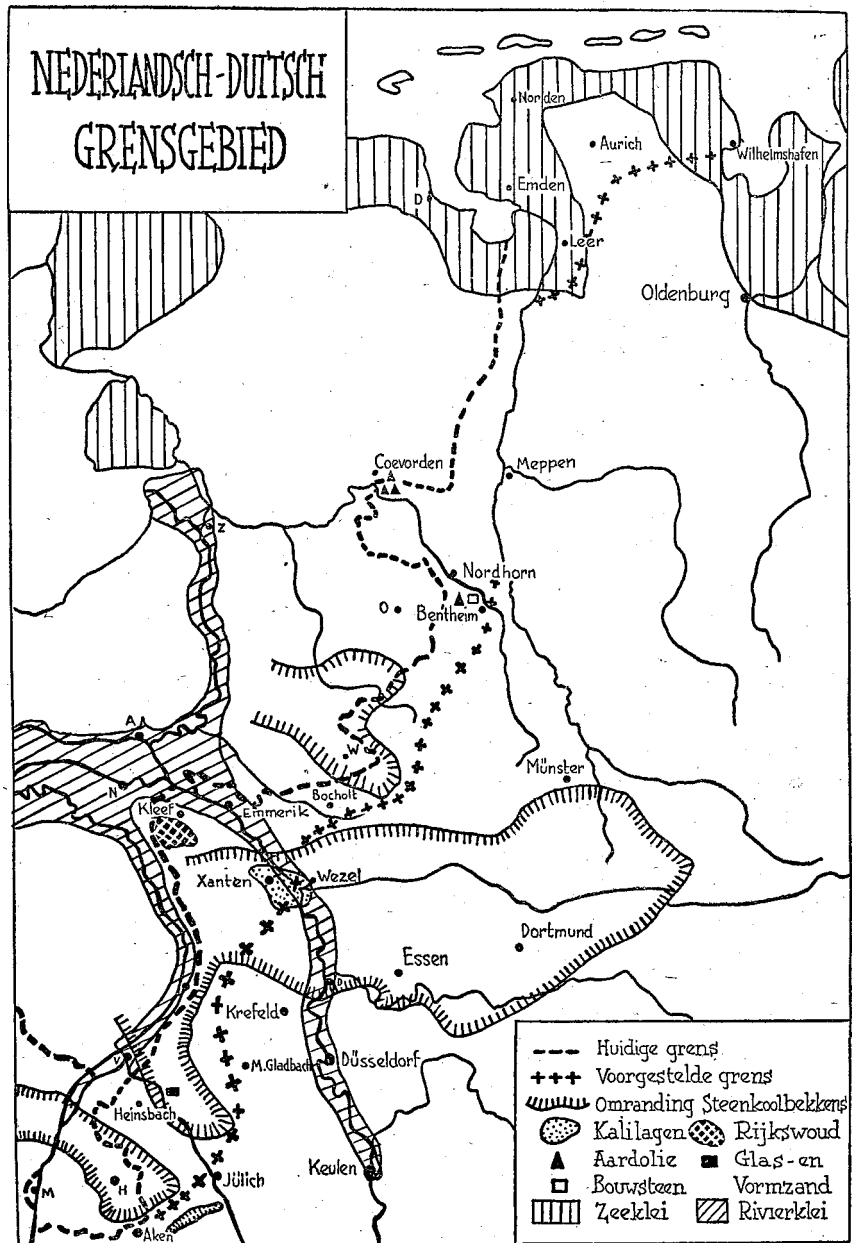 NEDERLANDSCH-DUITSCH
GRENSGEBIED
Norden
Aurich
Wilhelmshafen
Emden
D
Leer
Oldenburg
Coevorden
Meppen
Z
Nordhorn
O
Bentheim
A
W
Münster
N
Bocholt
Kleef
Emmerik
Xanten
Wezel
Dortmund
Essen
D
Krefeld
V
M.Gladbach
Düsseldorf
Heinsbach
H
Jülich
Keulen
M
Aken
Huidige grens
Voorgestelde grens
Omranding Steenkoolbekkens
Kalilagen
Rijkswoud
Aardolie
Glas-en
Bouwsteen
Vormzand
Zeeklei
Rivierklei